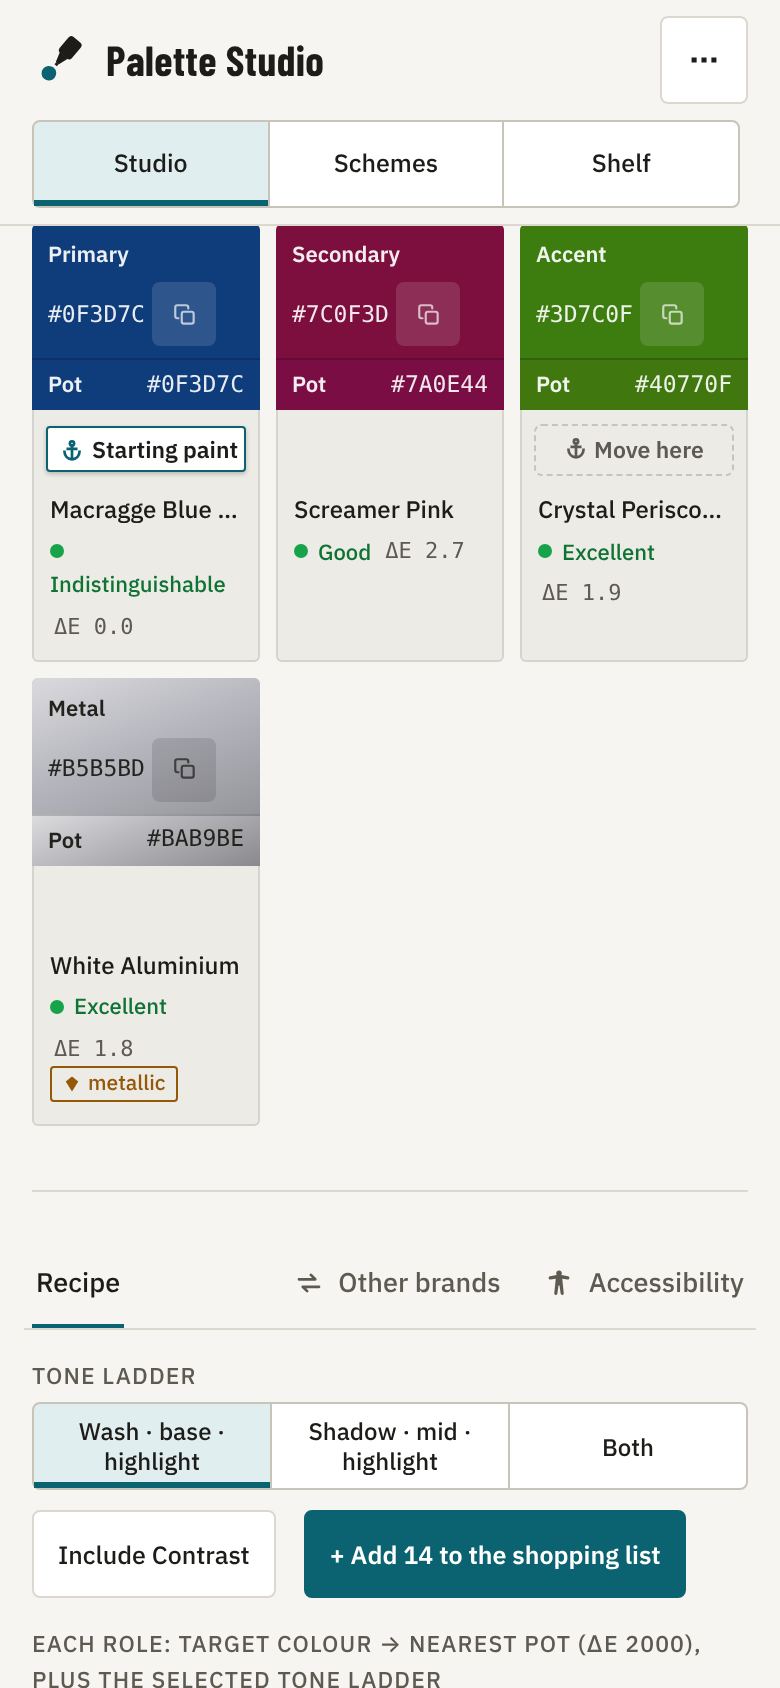 Palette Studio
Studio
Schemes
Shelf
Primary
#0F3D7C
Pot #0F3D7C
Starting paint
Macragge Blue ...
Indistinguishable
ΔE 0.0
Secondary
#7C0F3D
Pot #7A0E44
Screamer Pink
Good ΔE 2.7
Accent
#3D7C0F
Pot #40770F
Move here
Crystal Perisco...
Excellent
ΔE 1.9
Metal
#B5B5BD
Pot #BAB9BE
White Aluminium
Excellent
ΔE 1.8
metallic
Recipe
Other brands
Accessibility
TONE LADDER
Wash · base ·
highlight
Shadow · mid ·
highlight
Both
Include Contrast
+ Add 14 to the shopping list
EACH ROLE: TARGET COLOUR → NEAREST POT (ΔE 2000),
PLUS THE SELECTED TONE LADDER